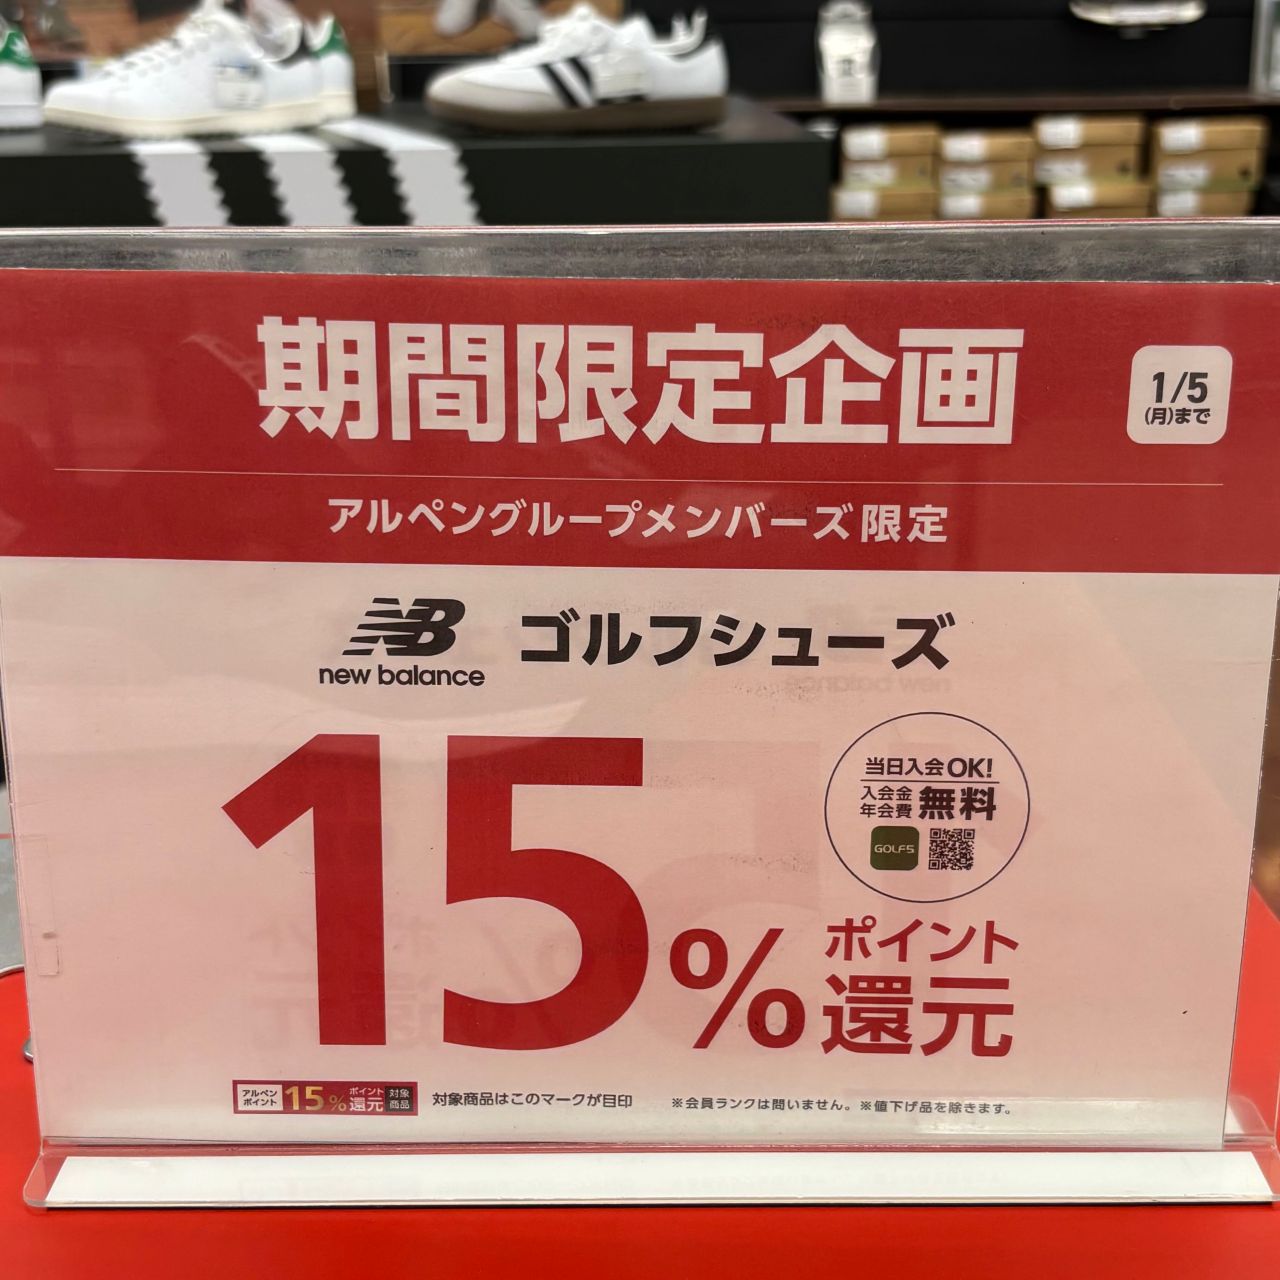 期間限定企画
1/5
(月)まで
アルペングループメンバーズ限定
new balance ゴルフシューズ
当日入会OK!
入会金
年会費 無料
GOLF5
15%ポイント
還元
アルペン
ポイント 15%ポイント還元 対象商品
対象商品はこのマークが目印 ※会員ランクは問いません。※値下げ品を除きます。